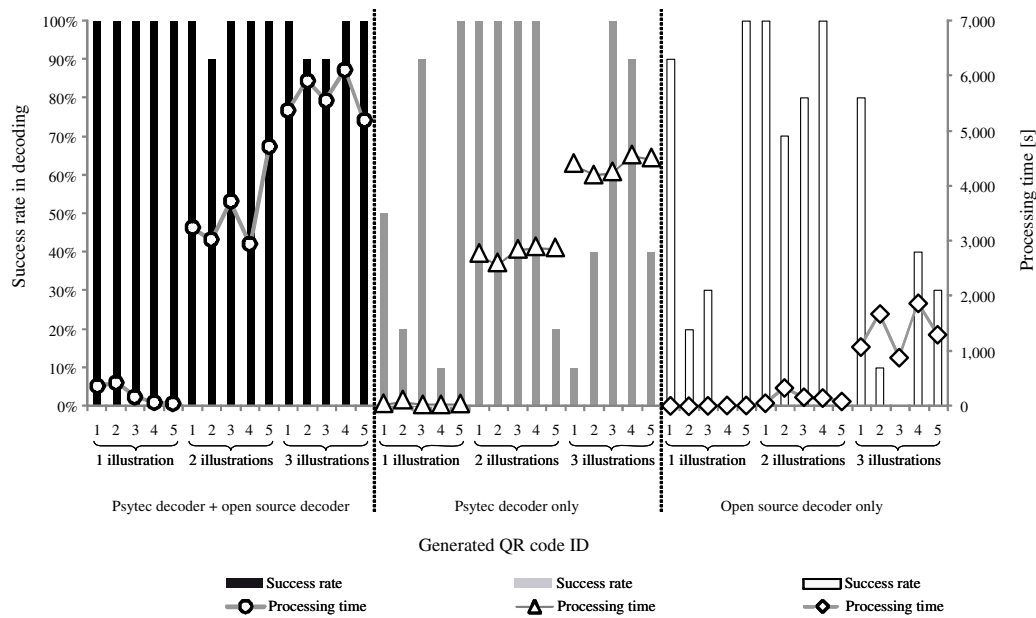 100%
90%
80%
70%
60%
50%
40%
30%
20%
10%
0%
Success rate in decoding
7,000
6,000
5,000
4,000
3,000
2,000
1,000
0
Processing time [s]
1 2 3 4 5 1 2 3 4 5 1 2 3 4 5 1 2 3 4 5 1 2 3 4 5 1 2 3 4 5 1 2 3 4 5 1 2 3 4 5 1 2 3 4 5
1 illustration 2 illustrations 3 illustrations 1 illustration 2 illustrations 3 illustrations 1 illustration 2 illustrations 3 illustrations
Psytec decoder + open source decoder Psytec decoder only Open source decoder only
Generated QR code ID
Success rate Success rate Success rate
Processing time Processing time Processing time